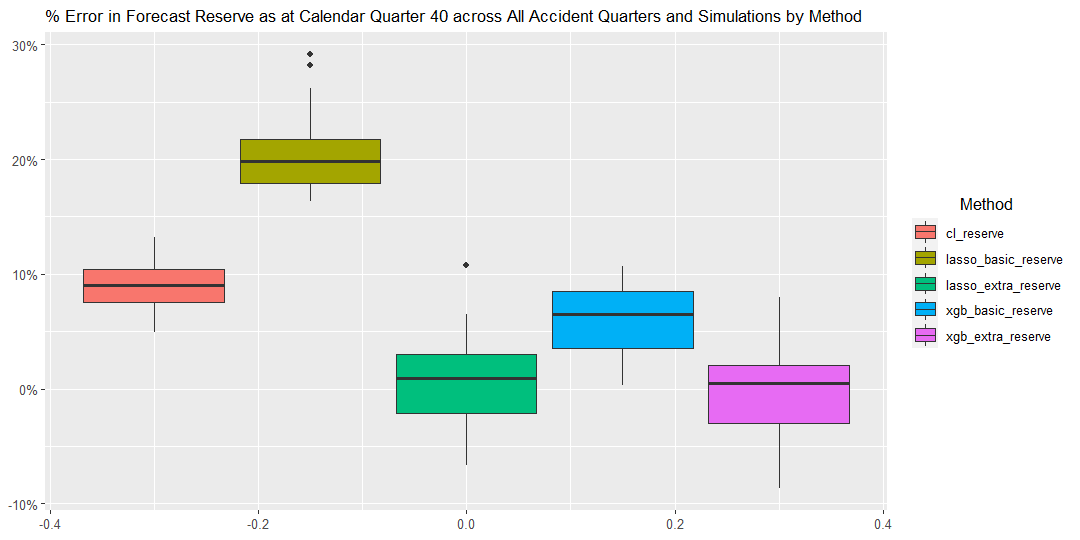 % Error in Forecast Reserve as at Calendar Quarter 40 across All Accident Quarters and Simulations by Method
30%
20%
10%
0%
-10%
-0.4
-0.2
0.0
0.2
0.4
Method
cl_reserve
lasso_basic_reserve
lasso_extra_reserve
xgb_basic_reserve
xgb_extra_reserve